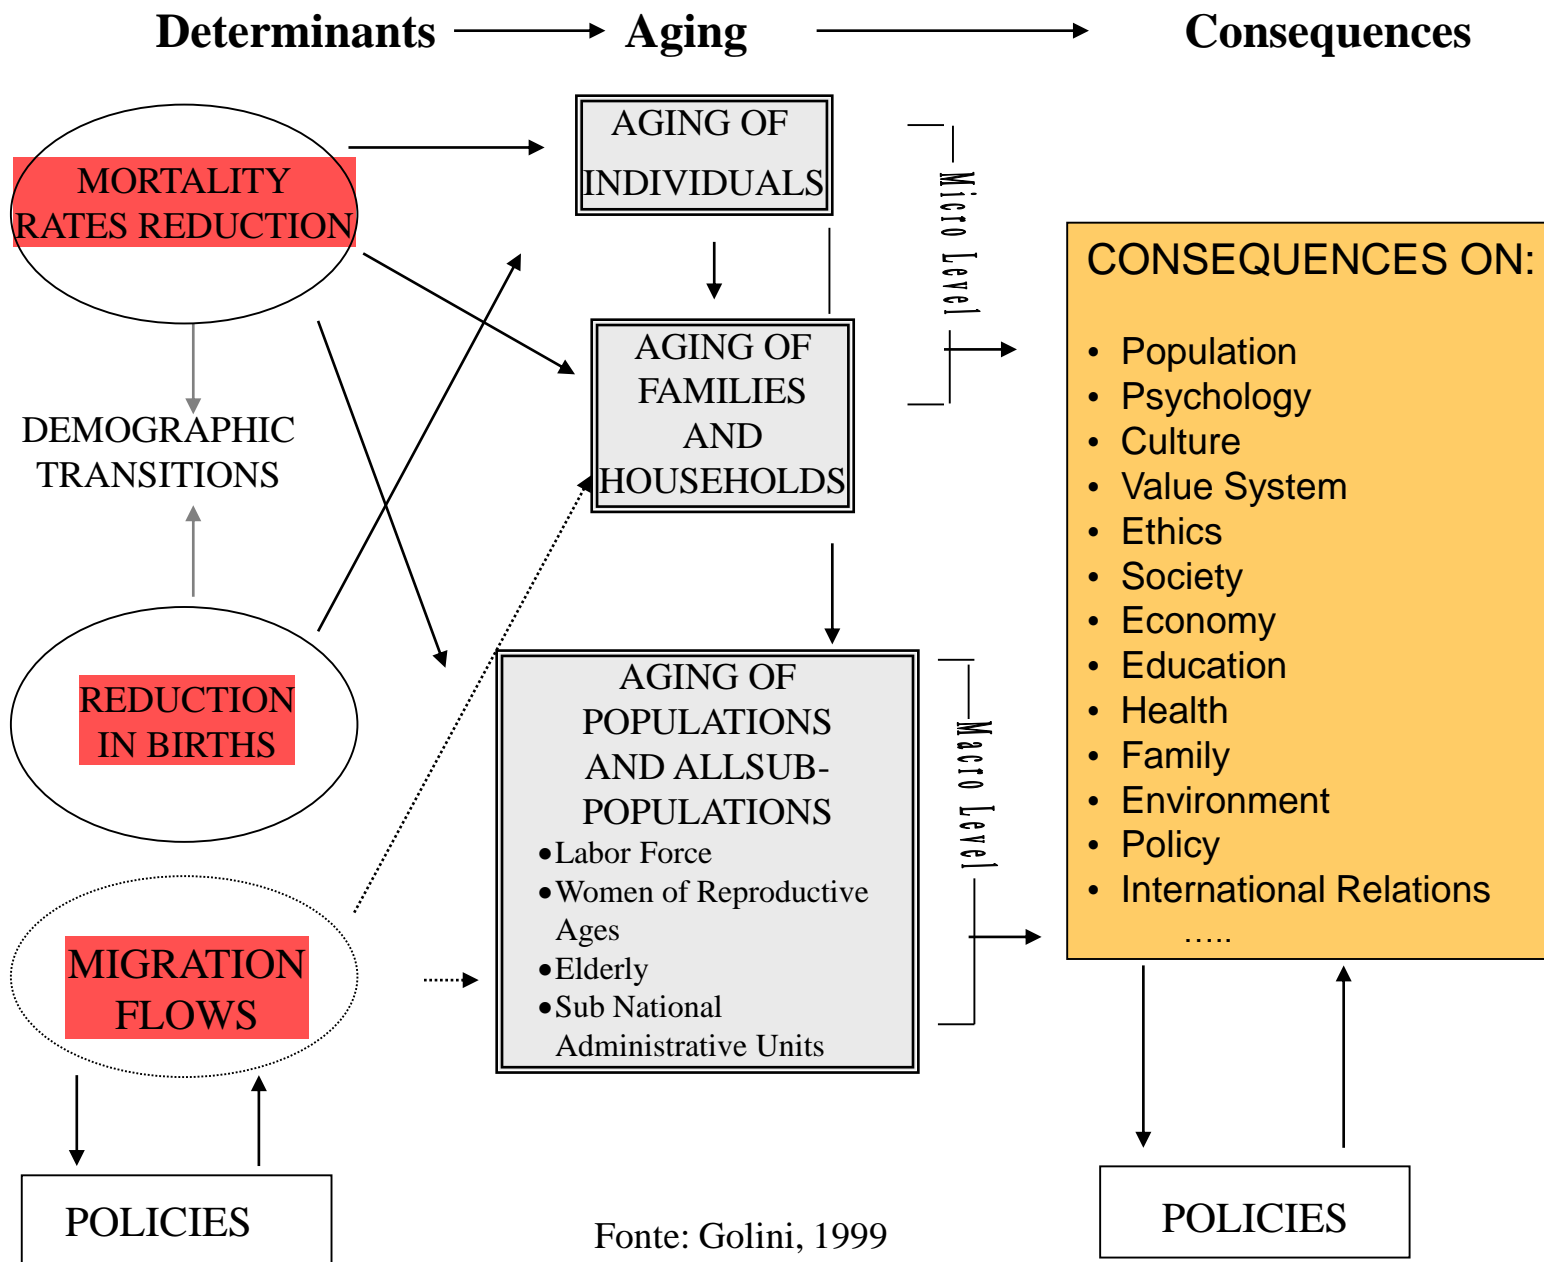 Determants Aging Consequences
MORTALITY
RATES REDUCTION
DEMOGRAPHIC
TRANSITIONS
REDUCTION
IN BIRTHS
MIGRATION
FLOWS
POLICIES
AGING OF
INDIVIDUALS
AGING OF
FAMILIES
AND
HOUSEHOLDS
AGING OF
POPULATIONS
AND ALLSUB-
POPULATIONS
•Labor Force
•Women of Reproductive
Ages
•Elderly
•Sub National
Administrative Units
Micro Level
Macro Level
CONSEQUENCES ON:
• Population
• Psychology
• Culture
• Value System
• Ethics
• Society
• Economy
• Education
• Health
• Family
• Environment
• Policy
• International Relations
…..
POLICIES
Fonte: Golini, 1999